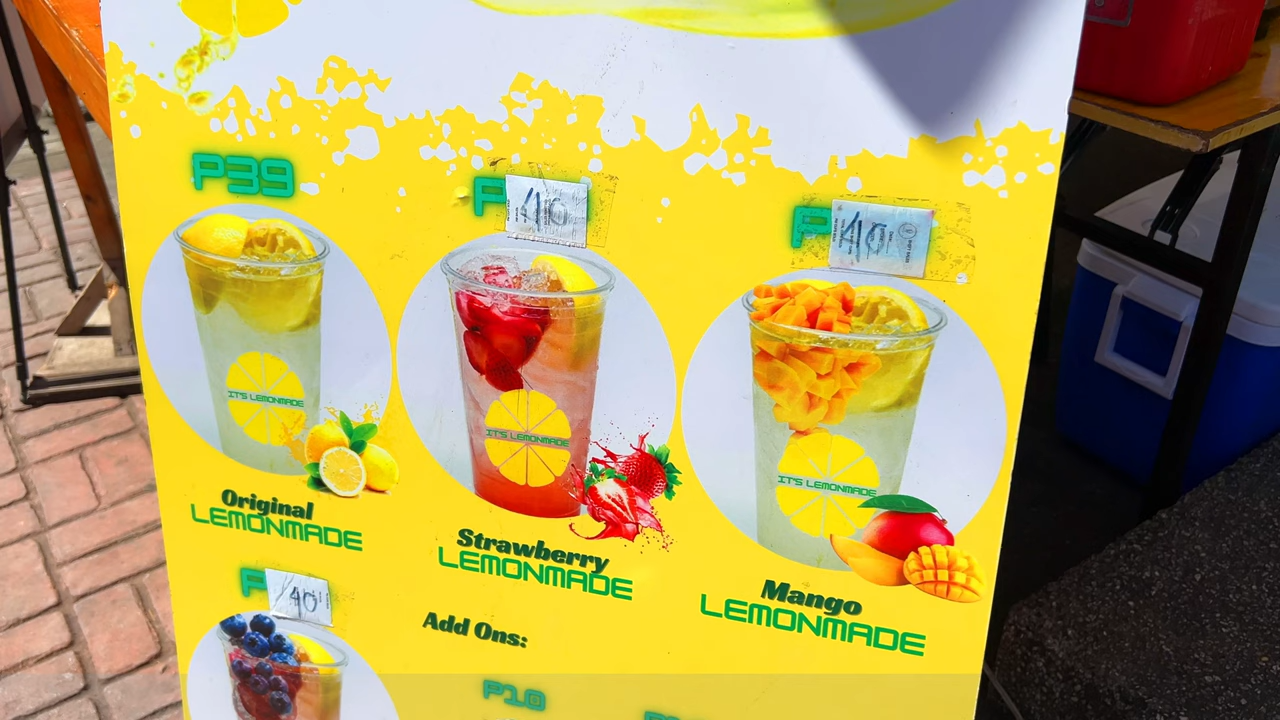 P39
P 40
P 40
IT'S LEMONMADE
IT'S LEMONMADE
IT'S LEMONMADE
Original
LEMONMADE
Strawberry
LEMONMADE
Mango
LEMONMADE
P 40
Add Ons:
P10